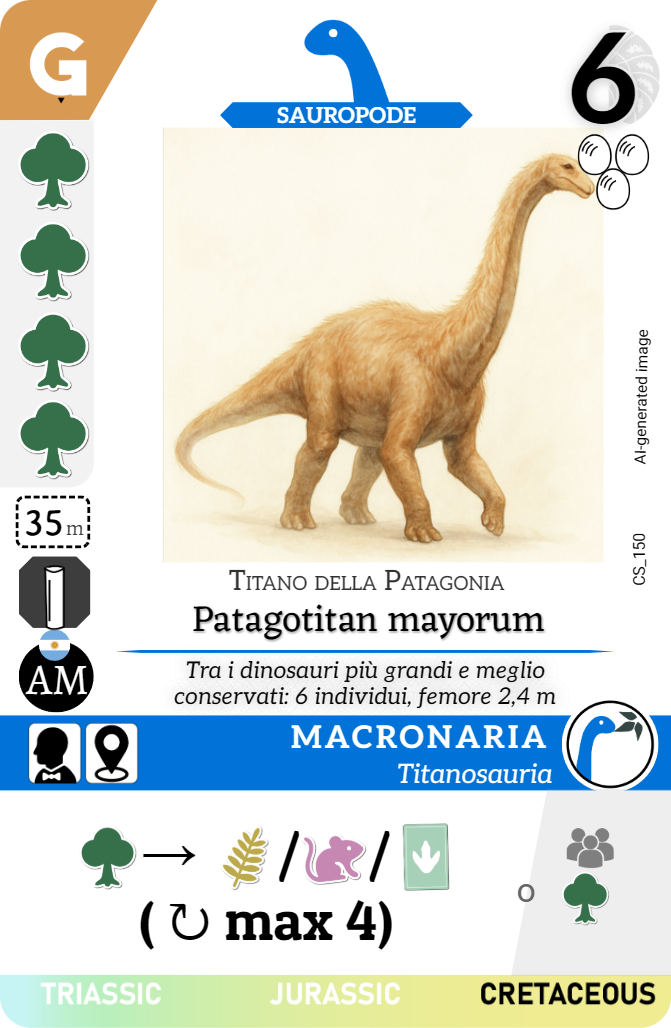 G
6
SAUROPODE
AI-generated image
35 m
CS_150
TITANO DELLA PATAGONIA
Patagotitan mayorum
AM
Tra i dinosauri più grandi e meglio
conservati: 6 individui, femore 2,4 m
MACRONARIA
Titanosauria
→ / /
o
( ↻ max 4)
TRIASSIC JURASSIC CRETACEOUS